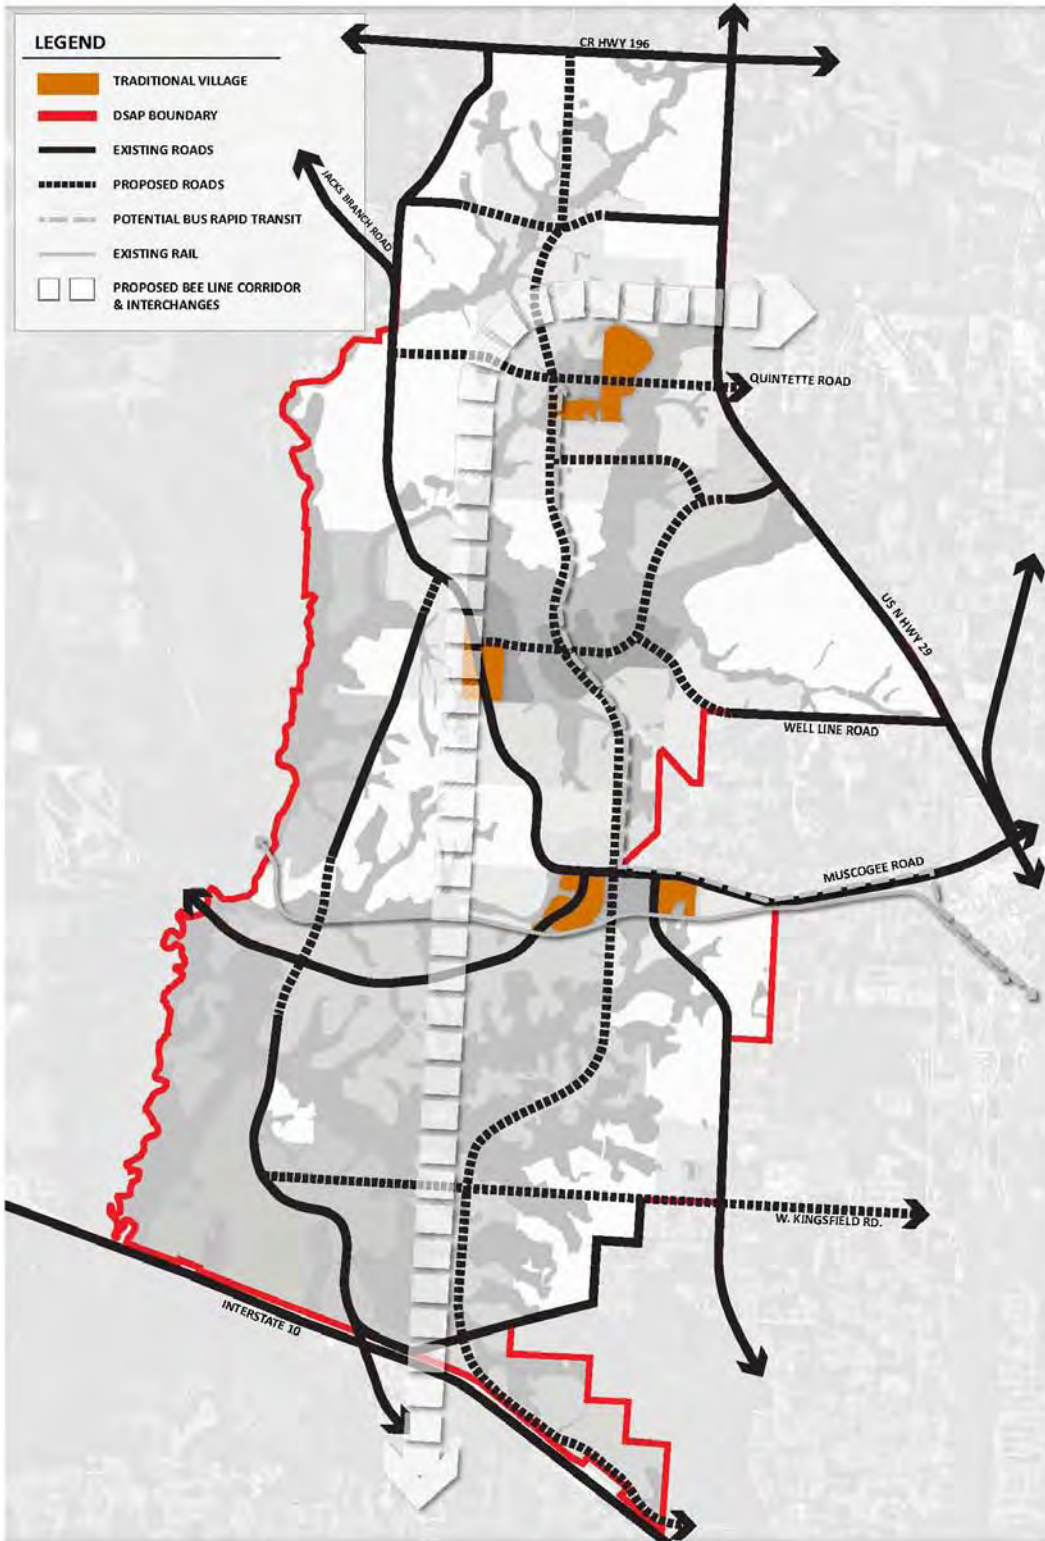 LEGEND
TRADITIONAL VILLAGE
DSAP BOUNDARY
EXISTING ROADS
PROPOSED ROADS
POTENTIAL BUS RAPID TRANSIT
EXISTING RAIL
PROPOSED BEE LINE CORRIDOR
& INTERCHANGES
CR HWY 196
JACKS BRANCH ROAD
QUINTETTE ROAD
US N HWY 29
WELL LINE ROAD
MUSCOGEE ROAD
W. KINGSFIELD RD.
INTERSTATE 10